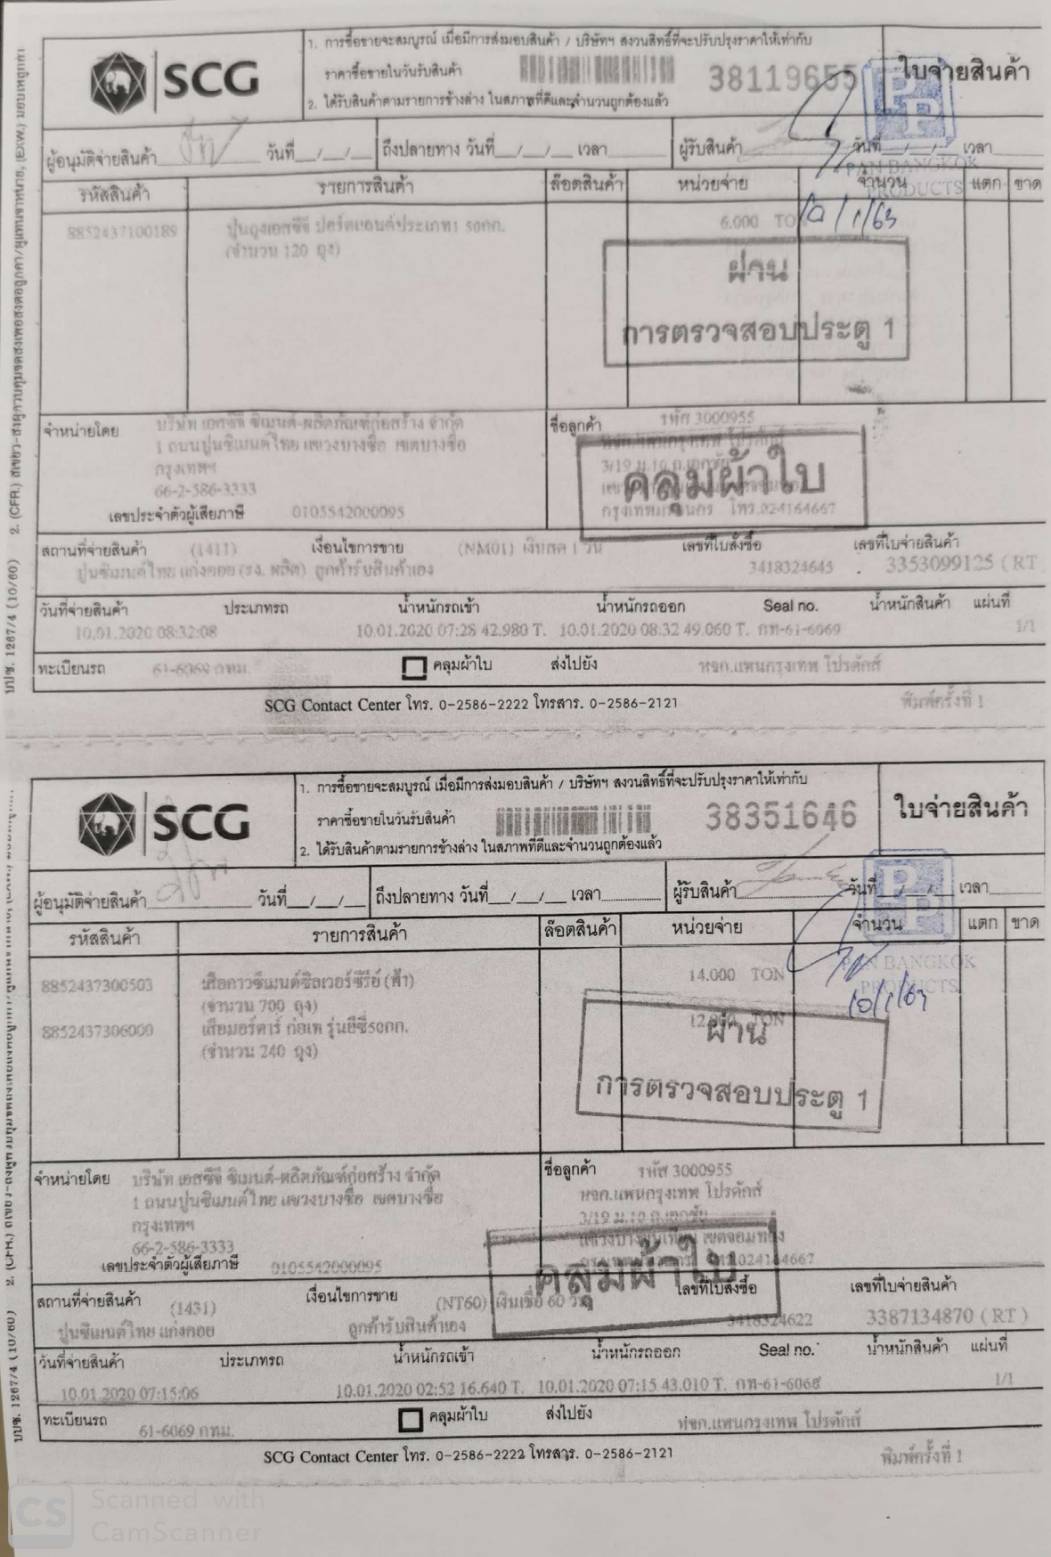 SCG
1. การซื้อขายจะสมบูรณ์ เมื่อมีการส่งมอบสินค้า / บริษัทฯ สงวนสิทธิ์ที่จะปรับปรุงราคาให้เท่ากับ
ราคาซื้อขายในวันรับสินค้า
2. ได้รับสินค้าตามรายการข้างล่าง ในสภาพที่ดีและจำนวนถูกต้องแล้ว
38119655
ใบจ่ายสินค้า
ผู้อนุมัติจ่ายสินค้า วันที่__/__/__ ถึงปลายทาง วันที่__/__/__ เวลา ผู้รับสินค้า วันที่__/__/__ เวลา
PAN BANGKOK
PRODUCTS
รหัสสินค้า รายการสินค้า ล๊อตสินค้า หน่วยจ่าย จำนวน แตก ขาด
8852437100189 ปูนถุงเอสซีจี ปอร์ตแลนด์ประเภท1 50กก. 6.000 TON
10/1/63
(จำนวน 120 ถุง)
ผ่าน
การตรวจสอบประตู 1
จำหน่ายโดย บริษัท เอสซีจี ซิเมนต์-ผลิตภัณฑ์ก่อสร้าง จำกัด
1 ถนนปูนซิเมนต์ไทย แขวงบางซื่อ เขตบางซื่อ
กรุงเทพฯ
66-2-586-3333
เลขประจำตัวผู้เสียภาษี 0105542000095
ชื่อลูกค้า รหัส 3000955
หจก.แพนกรุงเทพ โปรดักส์
3/19 ม.10 ถ.เอกชัย
กรุงเทพมหานคร โทร.024164667
คลุมผ้าใบ
สถานที่จ่ายสินค้า (1411) เงื่อนไขการขาย (NM01) เงินสด 1 วัน เลขที่ใบสั่งซื้อ เลขที่ใบจ่ายสินค้า
ปูนซิเมนต์ไทย แก่งคอย (รง. ผลิต) ลูกค้ารับสินค้าเอง 3418324645 3353099125 (RT
วันที่จ่ายสินค้า ประเภทรถ น้ำหนักรถเข้า น้ำหนักรถออก Seal no. น้ำหนักสินค้า แผ่นที่
10.01.2020 08:32:08 10.01.2020 07:28 42.980 T. 10.01.2020 08:32 49.060 T. กท-61-6069 1/1
ทะเบียนรถ 61-6069 กทม. คลุมผ้าใบ ส่งไปยัง หจก.แพนกรุงเทพ โปรดักส์
SCG Contact Center โทร. 0-2586-2222 โทรสาร. 0-2586-2121
พิมพ์ครั้งที่ 1
บปซ. 1267/4 (10/60)
SCG
1. การซื้อขายจะสมบูรณ์ เมื่อมีการส่งมอบสินค้า / บริษัทฯ สงวนสิทธิ์ที่จะปรับปรุงราคาให้เท่ากับ
ราคาซื้อขายในวันรับสินค้า
2. ได้รับสินค้าตามรายการข้างล่าง ในสภาพที่ดีและจำนวนถูกต้องแล้ว
38351646
ใบจ่ายสินค้า
ผู้อนุมัติจ่ายสินค้า วันที่__/__/__ ถึงปลายทาง วันที่__/__/__ เวลา ผู้รับสินค้า วันที่ / / เวลา
รหัสสินค้า รายการสินค้า ล๊อตสินค้า หน่วยจ่าย จำนวน แตก ขาด
PAN BANGKOK
PRODUCTS
8852437300503 เสือกาวซีเมนต์ซิลเวอร์ซีรีย์ (ฟ้า) 14.000 TON
10/1/63
(จำนวน 700 ถุง)
8852437306000 เสือมอร์ตาร์ ก่อเท รุ่นอีซี่50กก. 12.000 TON
(จำนวน 240 ถุง)
ผ่าน
การตรวจสอบประตู 1
จำหน่ายโดย บริษัท เอสซีจี ซิเมนต์-ผลิตภัณฑ์ก่อสร้าง จำกัด
1 ถนนปูนซิเมนต์ไทย แขวงบางซื่อ เขตบางซื่อ
กรุงเทพฯ
66-2-586-3333
เลขประจำตัวผู้เสียภาษี 0105542000095
ชื่อลูกค้า รหัส 3000955
หจก.แพนกรุงเทพ โปรดักส์
3/19 ม.10 ถ.เอกชัย
แขวงบางขุนเทียน เขตจอมทอง
024164667
คลุมผ้าใบ
สถานที่จ่ายสินค้า (1431) เงื่อนไขการขาย (NT60) เงินเชื่อ 60 วัน เลขที่ใบสั่งซื้อ เลขที่ใบจ่ายสินค้า
ปูนซิเมนต์ไทย แก่งคอย ลูกค้ารับสินค้าเอง 3418324622 3387134870 ( RT )
วันที่จ่ายสินค้า ประเภทรถ น้ำหนักรถเข้า น้ำหนักรถออก Seal no. น้ำหนักสินค้า แผ่นที่
10.01.2020 07:15:06 10.01.2020 02:52 16.640 T. 10.01.2020 07:15 43.010 T. กท-61-6068 1/1
ทะเบียนรถ 61-6069 กทม. คลุมผ้าใบ ส่งไปยัง หจก.แพนกรุงเทพ โปรดักส์
SCG Contact Center โทร. 0-2586-2222 โทรสาร. 0-2586-2121
พิมพ์ครั้งที่ 1
บปซ. 1267/4 (10/60)
CS Scanned with
CamScanner